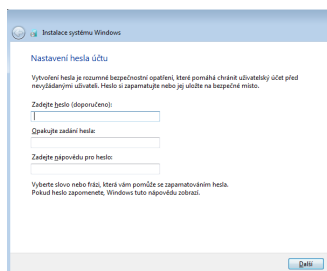 Instalace systému Windows
Nastavení hesla účtu
Vytvoření hesla je rozumné bezpečnostní opatření, které pomáhá chránit uživatelský účet před
nevyžádanými uživateli. Heslo si zapamatujte nebo jej uložte na bezpečné místo.
Zadejte heslo (doporučeno):
Opakujte zadání hesla:
Zadejte nápovědu pro heslo:
Vyberte slovo nebo frázi, která vám pomůže se zapamatováním hesla.
Pokud heslo zapomenete, Windows tuto nápovědu zobrazí.
Další